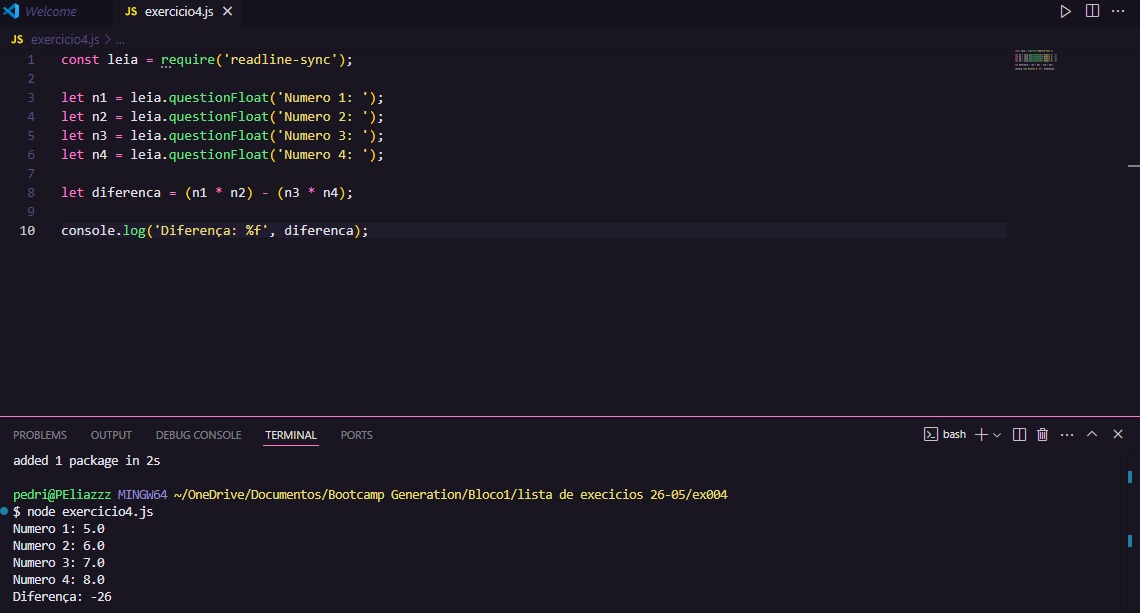 Welcome
JS exercicio4.js
JS exercicio4.js > ...
1 const leia = require('readline-sync');
2
3 let n1 = leia.questionFloat('Numero 1: ');
4 let n2 = leia.questionFloat('Numero 2: ');
5 let n3 = leia.questionFloat('Numero 3: ');
6 let n4 = leia.questionFloat('Numero 4: ');
7
8 let diferenca = (n1 * n2) - (n3 * n4);
9
10 console.log('Diferença: %f', diferenca);
PROBLEMS OUTPUT DEBUG CONSOLE TERMINAL PORTS bash
added 1 package in 2s
pedri@PEliazzz MINGW64 ~/OneDrive/Documentos/Bootcamp Generation/Bloco1/lista de execicios 26-05/ex004
$ node exercicio4.js
Numero 1: 5.0
Numero 2: 6.0
Numero 3: 7.0
Numero 4: 8.0
Diferença: -26